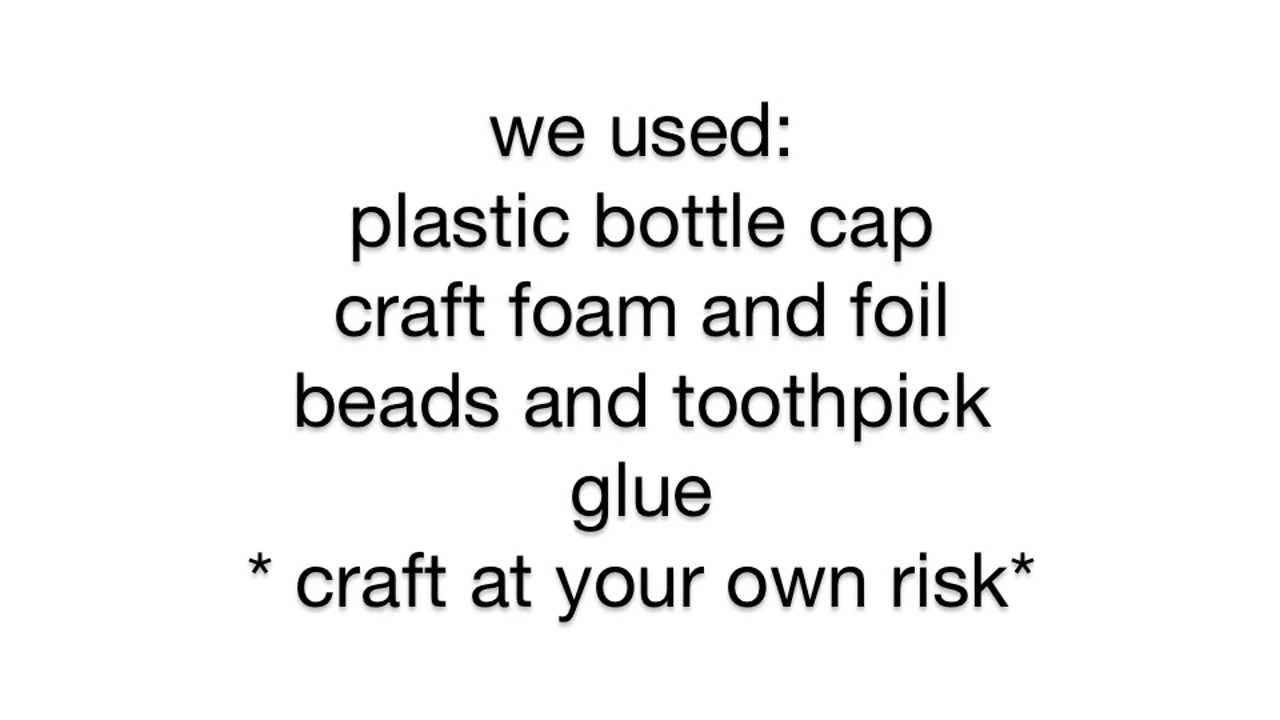 we used:
plastic bottle cap
craft foam and foil
beads and toothpick
glue
* craft at your own risk*